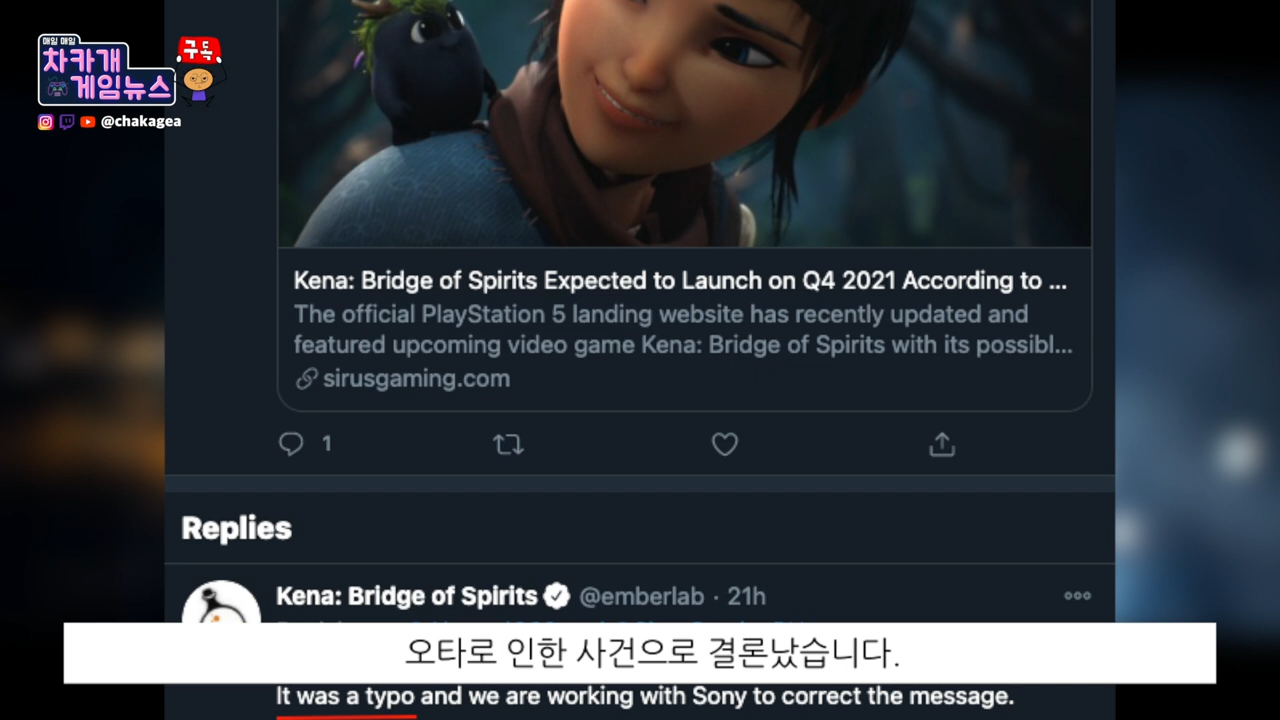 매일 매일
차카개
게임뉴스
구독
@chakagea
Kena: Bridge of Spirits Expected to Launch on Q4 2021 According to ...
The official PlayStation 5 landing website has recently updated and
featured upcoming video game Kena: Bridge of Spirits with its possibl...
sirusgaming.com
1
Replies
Kena: Bridge of Spirits @emberlab · 21h
오타로 인한 사건으로 결론났습니다.
It was a typo and we are working with Sony to correct the message.